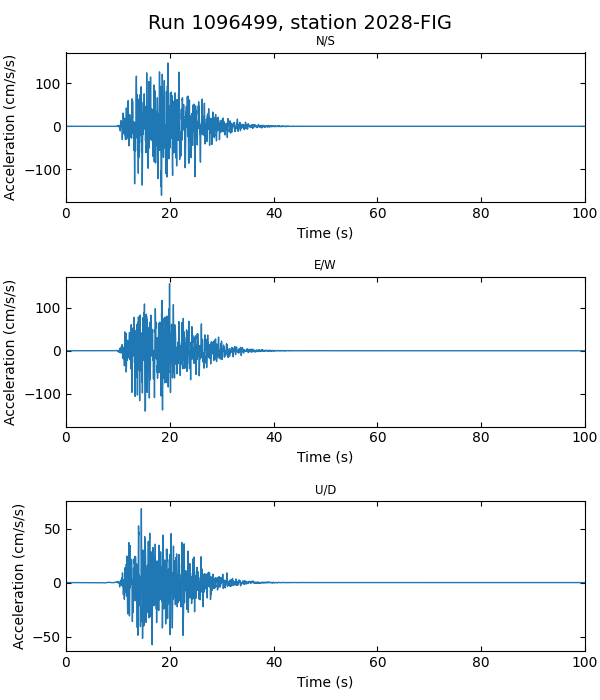 Run 1096499, station 2028-FIG
N/S
Acceleration (cm/s/s)
100
0
−100
0 20 40 60 80 100
Time (s)
E/W
Acceleration (cm/s/s)
100
0
−100
0 20 40 60 80 100
Time (s)
U/D
Acceleration (cm/s/s)
50
0
−50
0 20 40 60 80 100
Time (s)